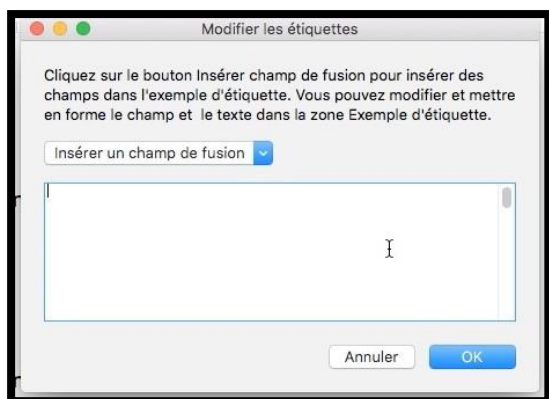 Modifier les étiquettes
Cliquez sur le bouton Insérer champ de fusion pour insérer des
champs dans l'exemple d'étiquette. Vous pouvez modifier et mettre
en forme le champ et le texte dans la zone Exemple d'étiquette.
Insérer un champ de fusion
Annuler OK